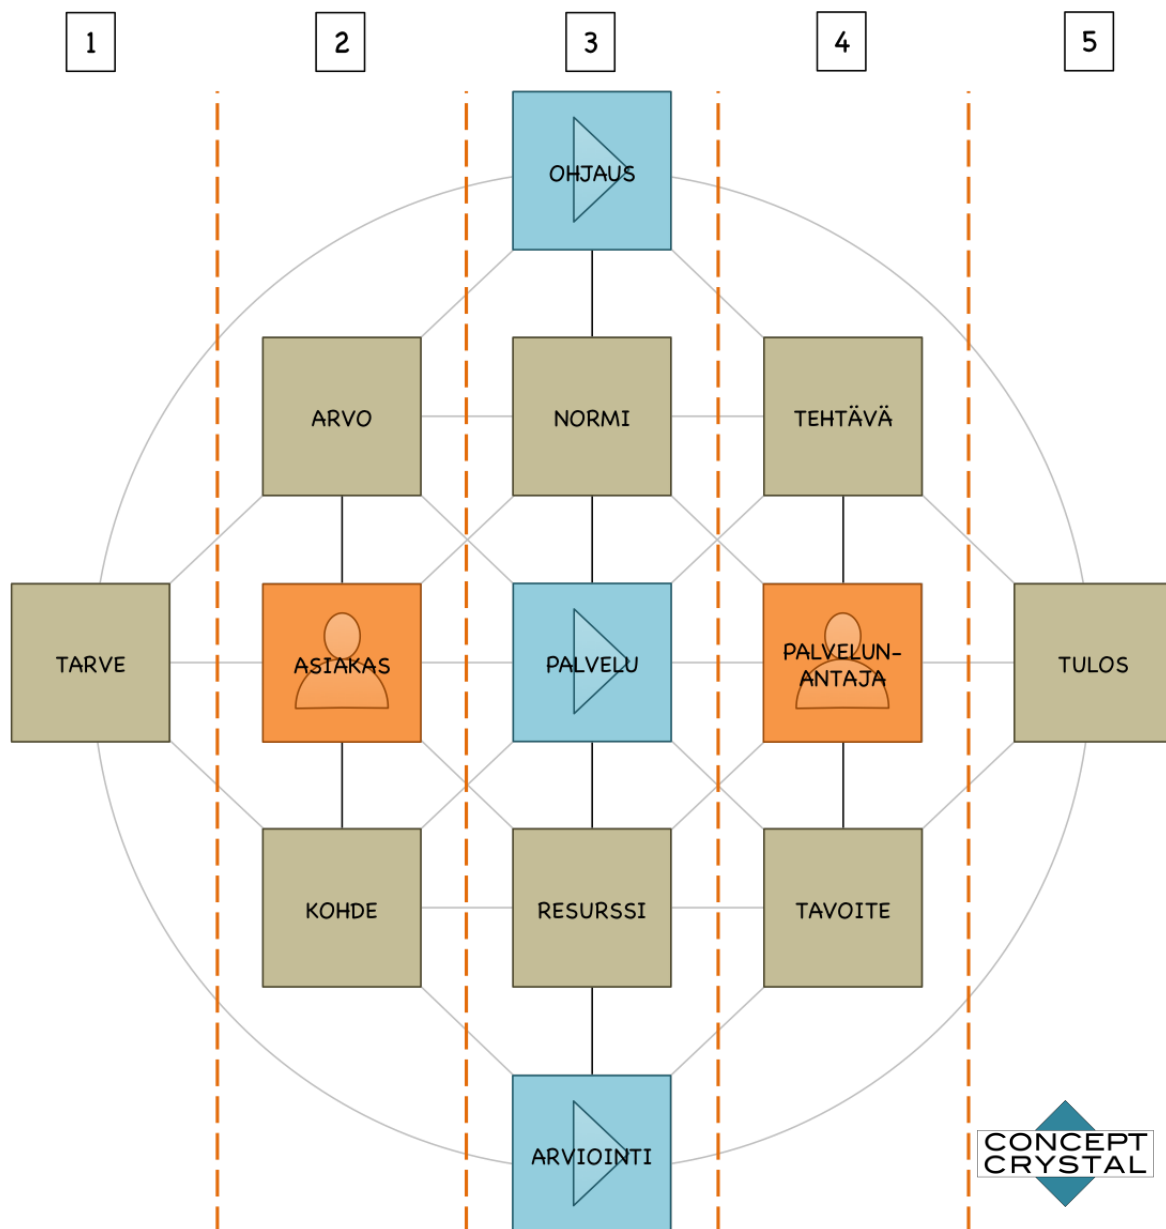 1
2
3
4
5
OHJAUS
ARVO
NORMI
TEHTÄVÄ
TARVE
ASIAKAS
PALVELU
PALVELUN-
ANTAJA
TULOS
KOHDE
RESURSSI
TAVOITE
ARVIOINTI
CONCEPT
CRYSTAL